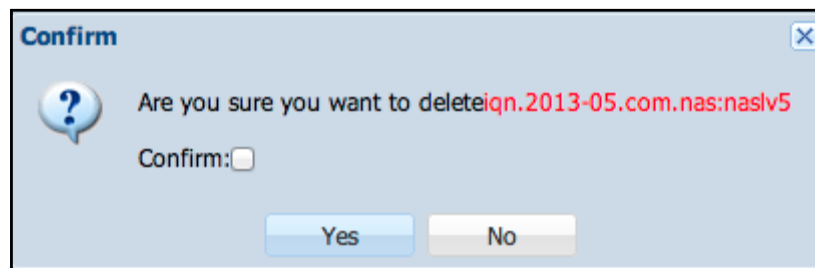 Confirm
Are you sure you want to deleteiqn.2013-05.com.nas:naslv5
Confirm:
Yes No